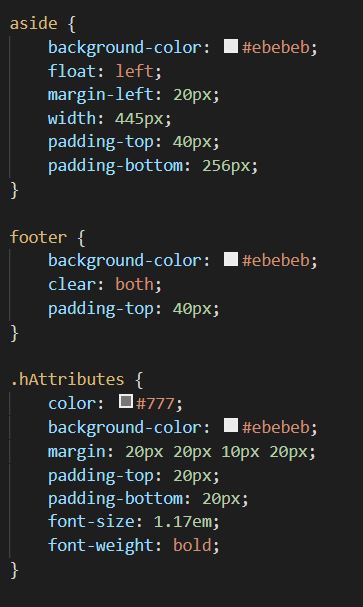 aside {
    background-color: #ebebeb;
    float: left;
    margin-left: 20px;
    width: 445px;
    padding-top: 40px;
    padding-bottom: 256px;
}

footer {
    background-color: #ebebeb;
    clear: both;
    padding-top: 40px;
}

.hAttributes {
    color: #777;
    background-color: #ebebeb;
    margin: 20px 20px 10px 20px;
    padding-top: 20px;
    padding-bottom: 20px;
    font-size: 1.17em;
    font-weight: bold;
}